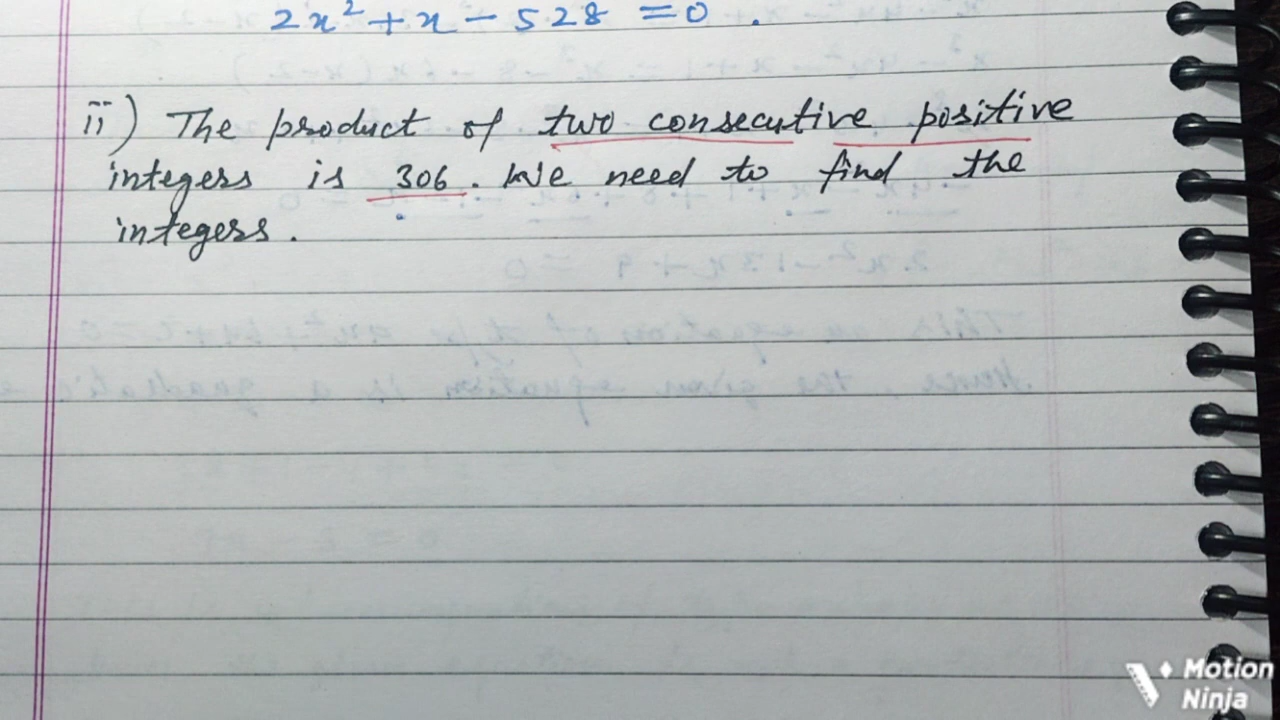 2x² + x - 528 = 0 .
ii) The product of two consecutive positive
integers is 306 . We need to find the
integers .
Motion
Ninja